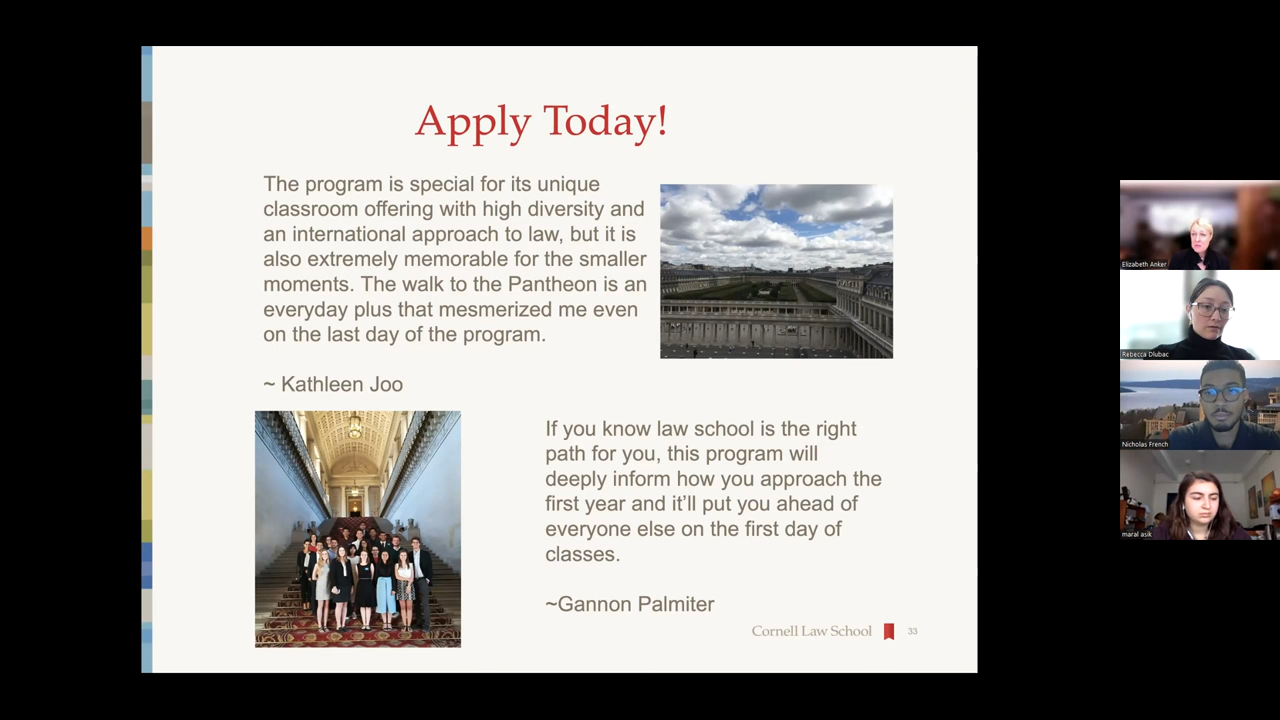 Apply Today!
The program is special for its unique
classroom offering with high diversity and
an international approach to law, but it is
also extremely memorable for the smaller
moments. The walk to the Pantheon is an
everyday plus that mesmerized me even
on the last day of the program.
~ Kathleen Joo
If you know law school is the right
path for you, this program will
deeply inform how you approach the
first year and it’ll put you ahead of
everyone else on the first day of
classes.
~Gannon Palmiter
Cornell Law School
33
Elizabeth Anker
Rebecca Dlubac
Nicholas French
maral asik